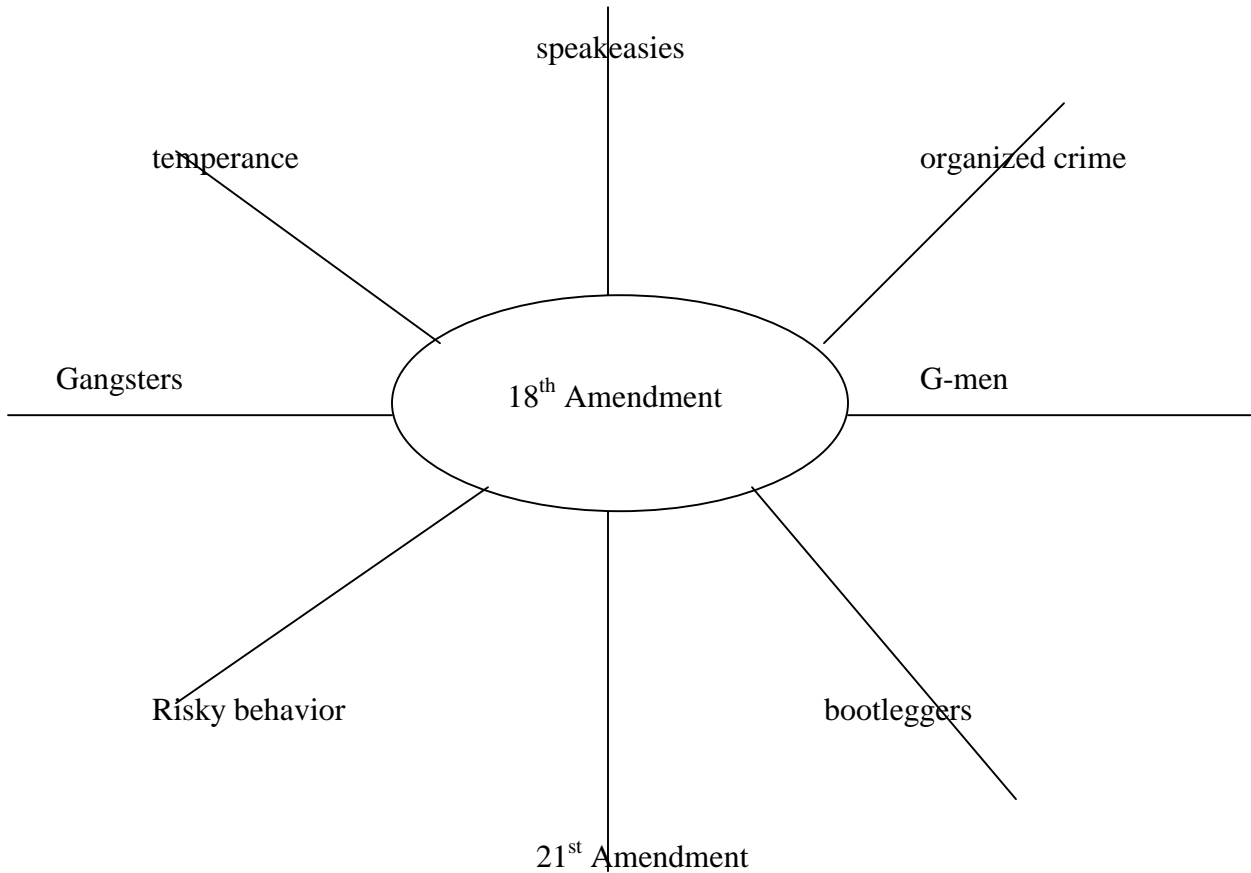 speakeasies
temperance
organized crime
Gangsters
G-men
18th Amendment
Risky behavior
bootleggers
21st Amendment